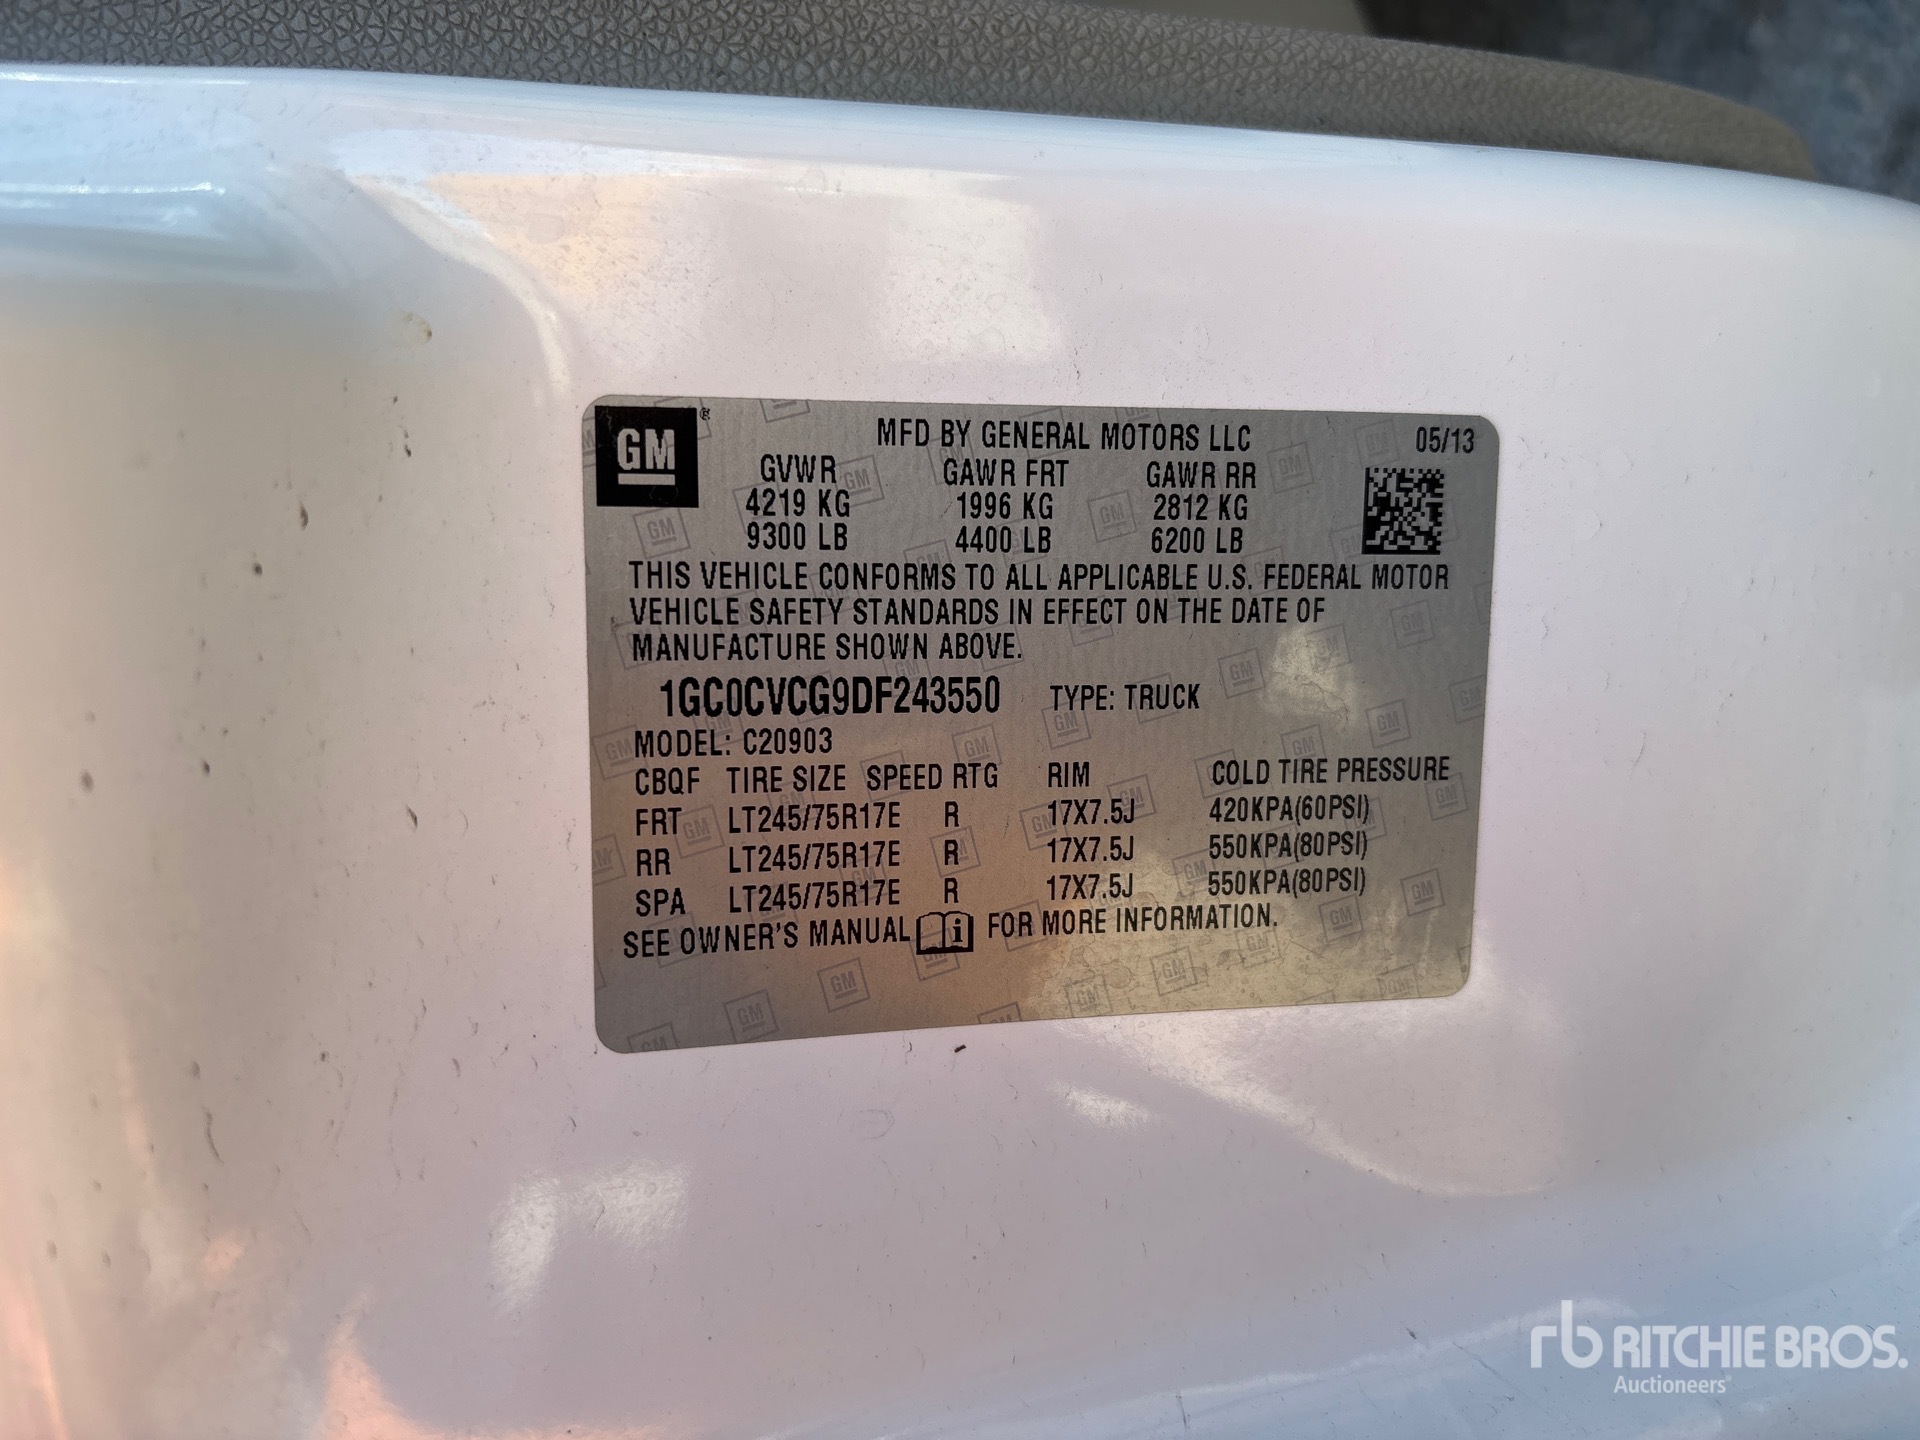 GM®
MFD BY GENERAL MOTORS LLC 05/13
GVWR GAWR FRT GAWR RR
4219 KG 1996 KG 2812 KG
9300 LB 4400 LB 6200 LB
THIS VEHICLE CONFORMS TO ALL APPLICABLE U.S. FEDERAL MOTOR
VEHICLE SAFETY STANDARDS IN EFFECT ON THE DATE OF
MANUFACTURE SHOWN ABOVE.
1GC0CVCG9DF243550 TYPE: TRUCK
MODEL: C20903
CBQF TIRE SIZE SPEED RTG RIM COLD TIRE PRESSURE
FRT LT245/75R17E R 17X7.5J 420KPA(60PSI)
RR LT245/75R17E R 17X7.5J 550KPA(80PSI)
SPA LT245/75R17E R 17X7.5J 550KPA(80PSI)
SEE OWNER'S MANUAL i FOR MORE INFORMATION.
rb RITCHIE BROS.
Auctioneers